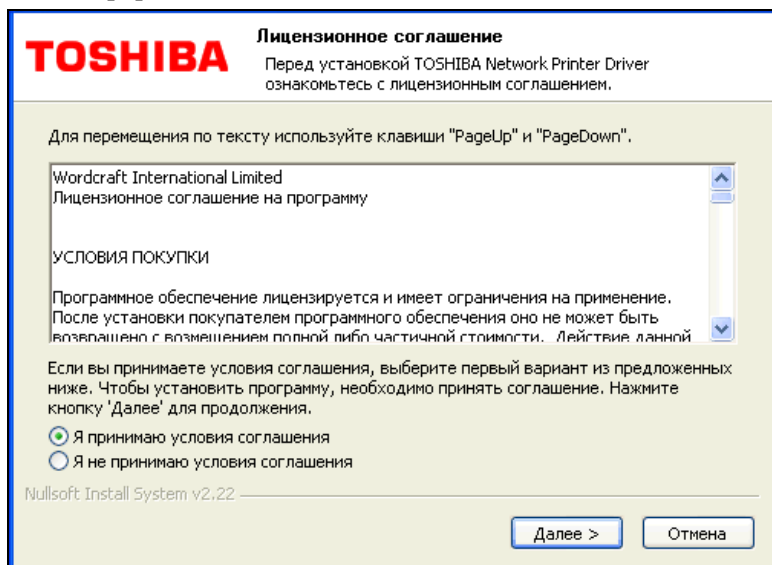 TOSHIBA
Лицензионное соглашение
Перед установкой TOSHIBA Network Printer Driver
ознакомьтесь с лицензионным соглашением.
Для перемещения по тексту используйте клавиши "PageUp" и "PageDown".
Wordcraft International Limited
Лицензионное соглашение на программу
УСЛОВИЯ ПОКУПКИ
Программное обеспечение лицензируется и имеет ограничения на применение.
После установки покупателем программного обеспечения оно не может быть
возвращено с возмещением полной либо частичной стоимости. Действие данной
Если вы принимаете условия соглашения, выберите первый вариант из предложенных
ниже. Чтобы установить программу, необходимо принять соглашение. Нажмите
кнопку 'Далее' для продолжения.
Я принимаю условия соглашения
Я не принимаю условия соглашения
Nullsoft Install System v2.22
Далее >
Отмена